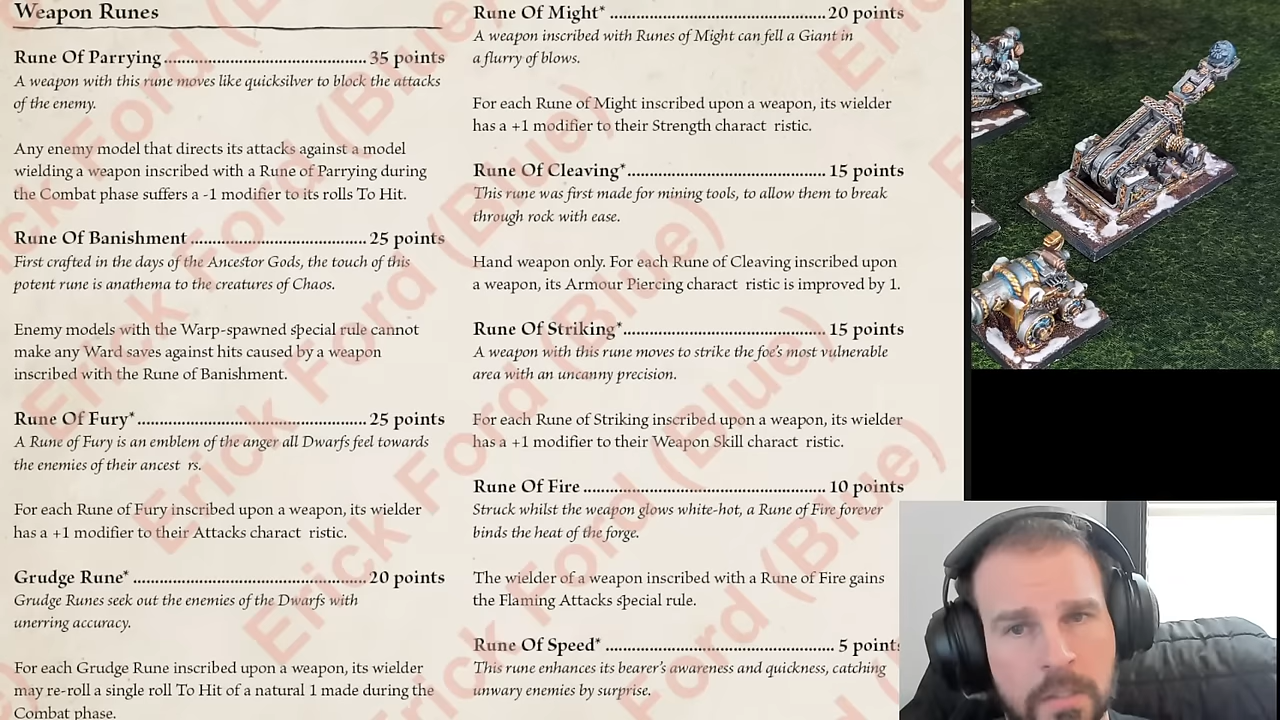 Weapon Runes
Rune Of Parrying........................................... 35 points
A weapon with this rune moves like quicksilver to block the attacks
of the enemy.
Any enemy model that directs its attacks against a model
wielding a weapon inscribed with a Rune of Parrying during
the Combat phase suffers a -1 modifier to its rolls To Hit.
Rune Of Banishment..................................... 25 points
First crafted in the days of the Ancestor Gods, the touch of this
potent rune is anathema to the creatures of Chaos.
Enemy models with the Warp-spawned special rule cannot
make any Ward saves against hits caused by a weapon
inscribed with the Rune of Banishment.
Rune Of Fury*................................................25 points
A Rune of Fury is an emblem of the anger all Dwarfs feel towards
the enemies of their ancest rs.
For each Rune of Fury inscribed upon a weapon, its wielder
has a +1 modifier to their Attacks charact ristic.
Grudge Rune*.................................................20 points
Grudge Runes seek out the enemies of the Dwarfs with
unerring accuracy.
For each Grudge Rune inscribed upon a weapon, its wielder
may re-roll a single roll To Hit of a natural 1 made during the
Combat phase.
Rune Of Might*..............................................20 points
A weapon inscribed with Runes of Might can fell a Giant in
a flurry of blows.
For each Rune of Might inscribed upon a weapon, its wielder
has a +1 modifier to their Strength charact ristic.
Rune Of Cleaving*.......................................... 15 points
This rune was first made for mining tools, to allow them to break
through rock with ease.
Hand weapon only. For each Rune of Cleaving inscribed upon
a weapon, its Armour Piercing charact ristic is improved by 1.
Rune Of Striking*........................................... 15 points
A weapon with this rune moves to strike the foe's most vulnerable
area with an uncanny precision.
For each Rune of Striking inscribed upon a weapon, its wielder
has a +1 modifier to their Weapon Skill charact ristic.
Rune Of Fire.................................................... 10 points
Struck whilst the weapon glows white-hot, a Rune of Fire forever
binds the heat of the forge.
The wielder of a weapon inscribed with a Rune of Fire gains
the Flaming Attacks special rule.
Rune Of Speed*................................................ 5 points
This rune enhances its bearer's awareness and quickness, catching
unwary enemies by surprise.
Erick Ford (Blue)
Erick Ford (Blue)
Erick Ford (Blue)